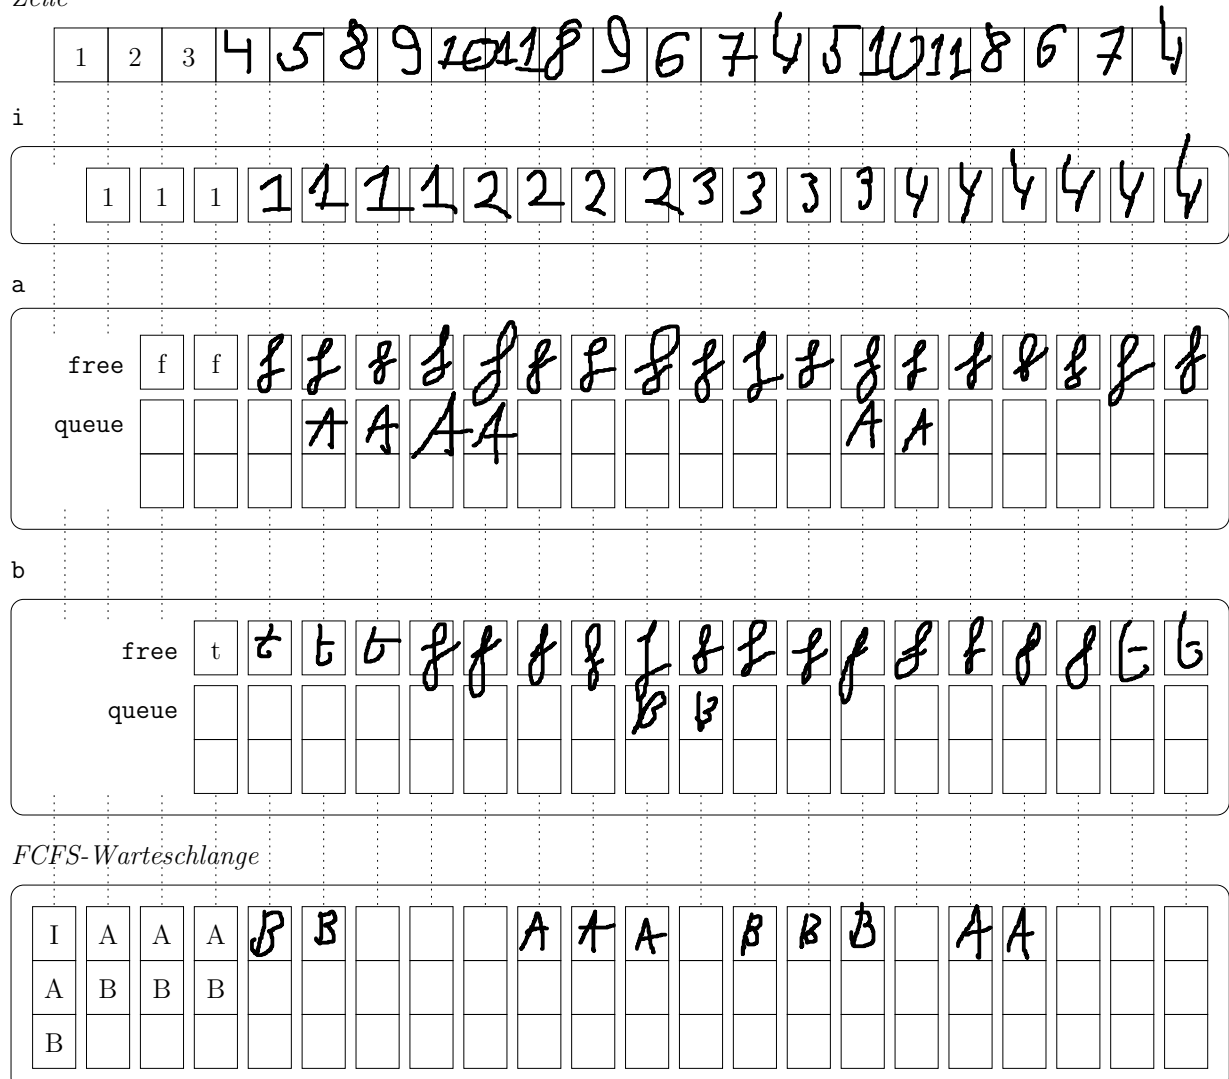 Zeile
1 2 3 4 5 8 9 10 11 8 9 6 7 4 5 10 11 8 6 7 4
i
1 1 1 1 1 1 1 2 2 2 2 3 3 3 3 4 4 4 4 4 4
a
free f f f f f f f f f f f f f f f f f f f f
queue A A A A A A
b
free t t t t f f f f f f f f f f f f f t t
queue B B
FCFS-Warteschlange
I A A A B B A A A B B B A A
A B B B
B